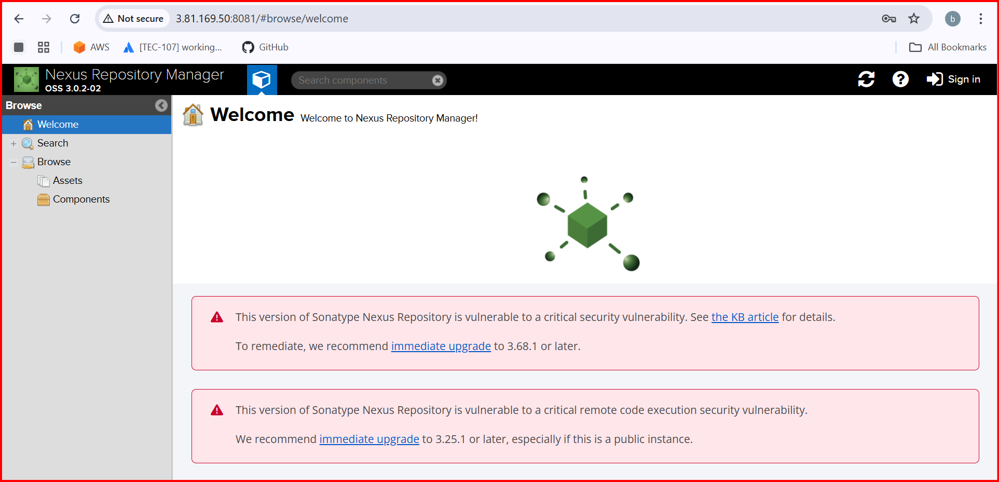 Not secure
3.81.169.50:8081/#browse/welcome
b
AWS
[TEC-107] working...
GitHub
All Bookmarks
Nexus Repository Manager
OSS 3.0.2-02
Search components
Sign in
Browse
Welcome
Search
Browse
Assets
Components
Welcome Welcome to Nexus Repository Manager!
This version of Sonatype Nexus Repository is vulnerable to a critical security vulnerability. See the KB article for details.
To remediate, we recommend immediate upgrade to 3.68.1 or later.
This version of Sonatype Nexus Repository is vulnerable to a critical remote code execution security vulnerability.
We recommend immediate upgrade to 3.25.1 or later, especially if this is a public instance.